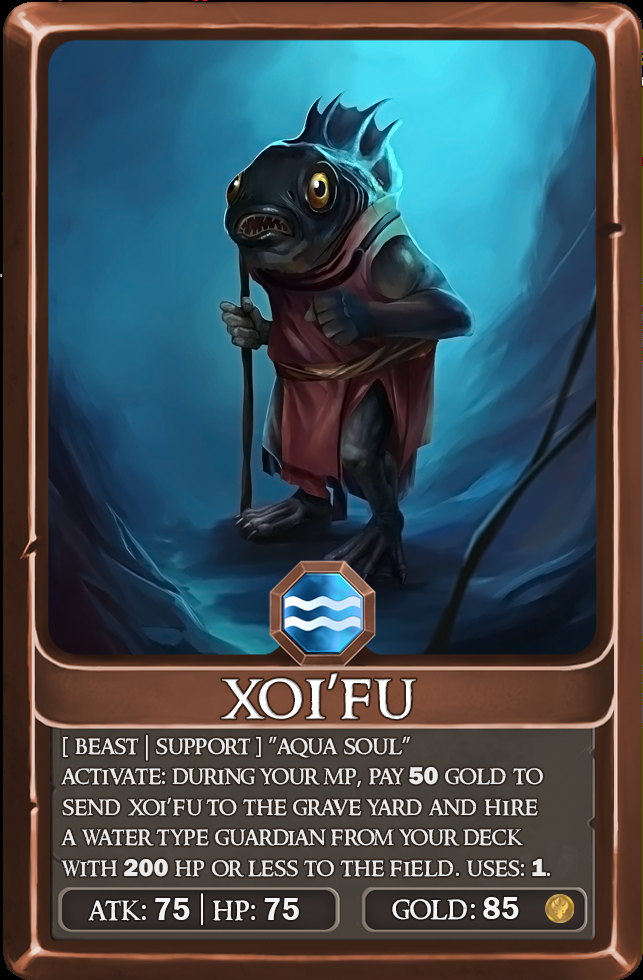 XOI'FU
[ BEAST | SUPPORT ] "AQUA SOUL"
ACTIVATE: DURING YOUR MP, PAY 50 GOLD TO
SEND XOI'FU TO THE GRAVE YARD AND HIRE
A WATER TYPE GUARDIAN FROM YOUR DECK
WITH 200 HP OR LESS TO THE FIELD. USES: 1.
ATK: 75 | HP: 75
GOLD: 85